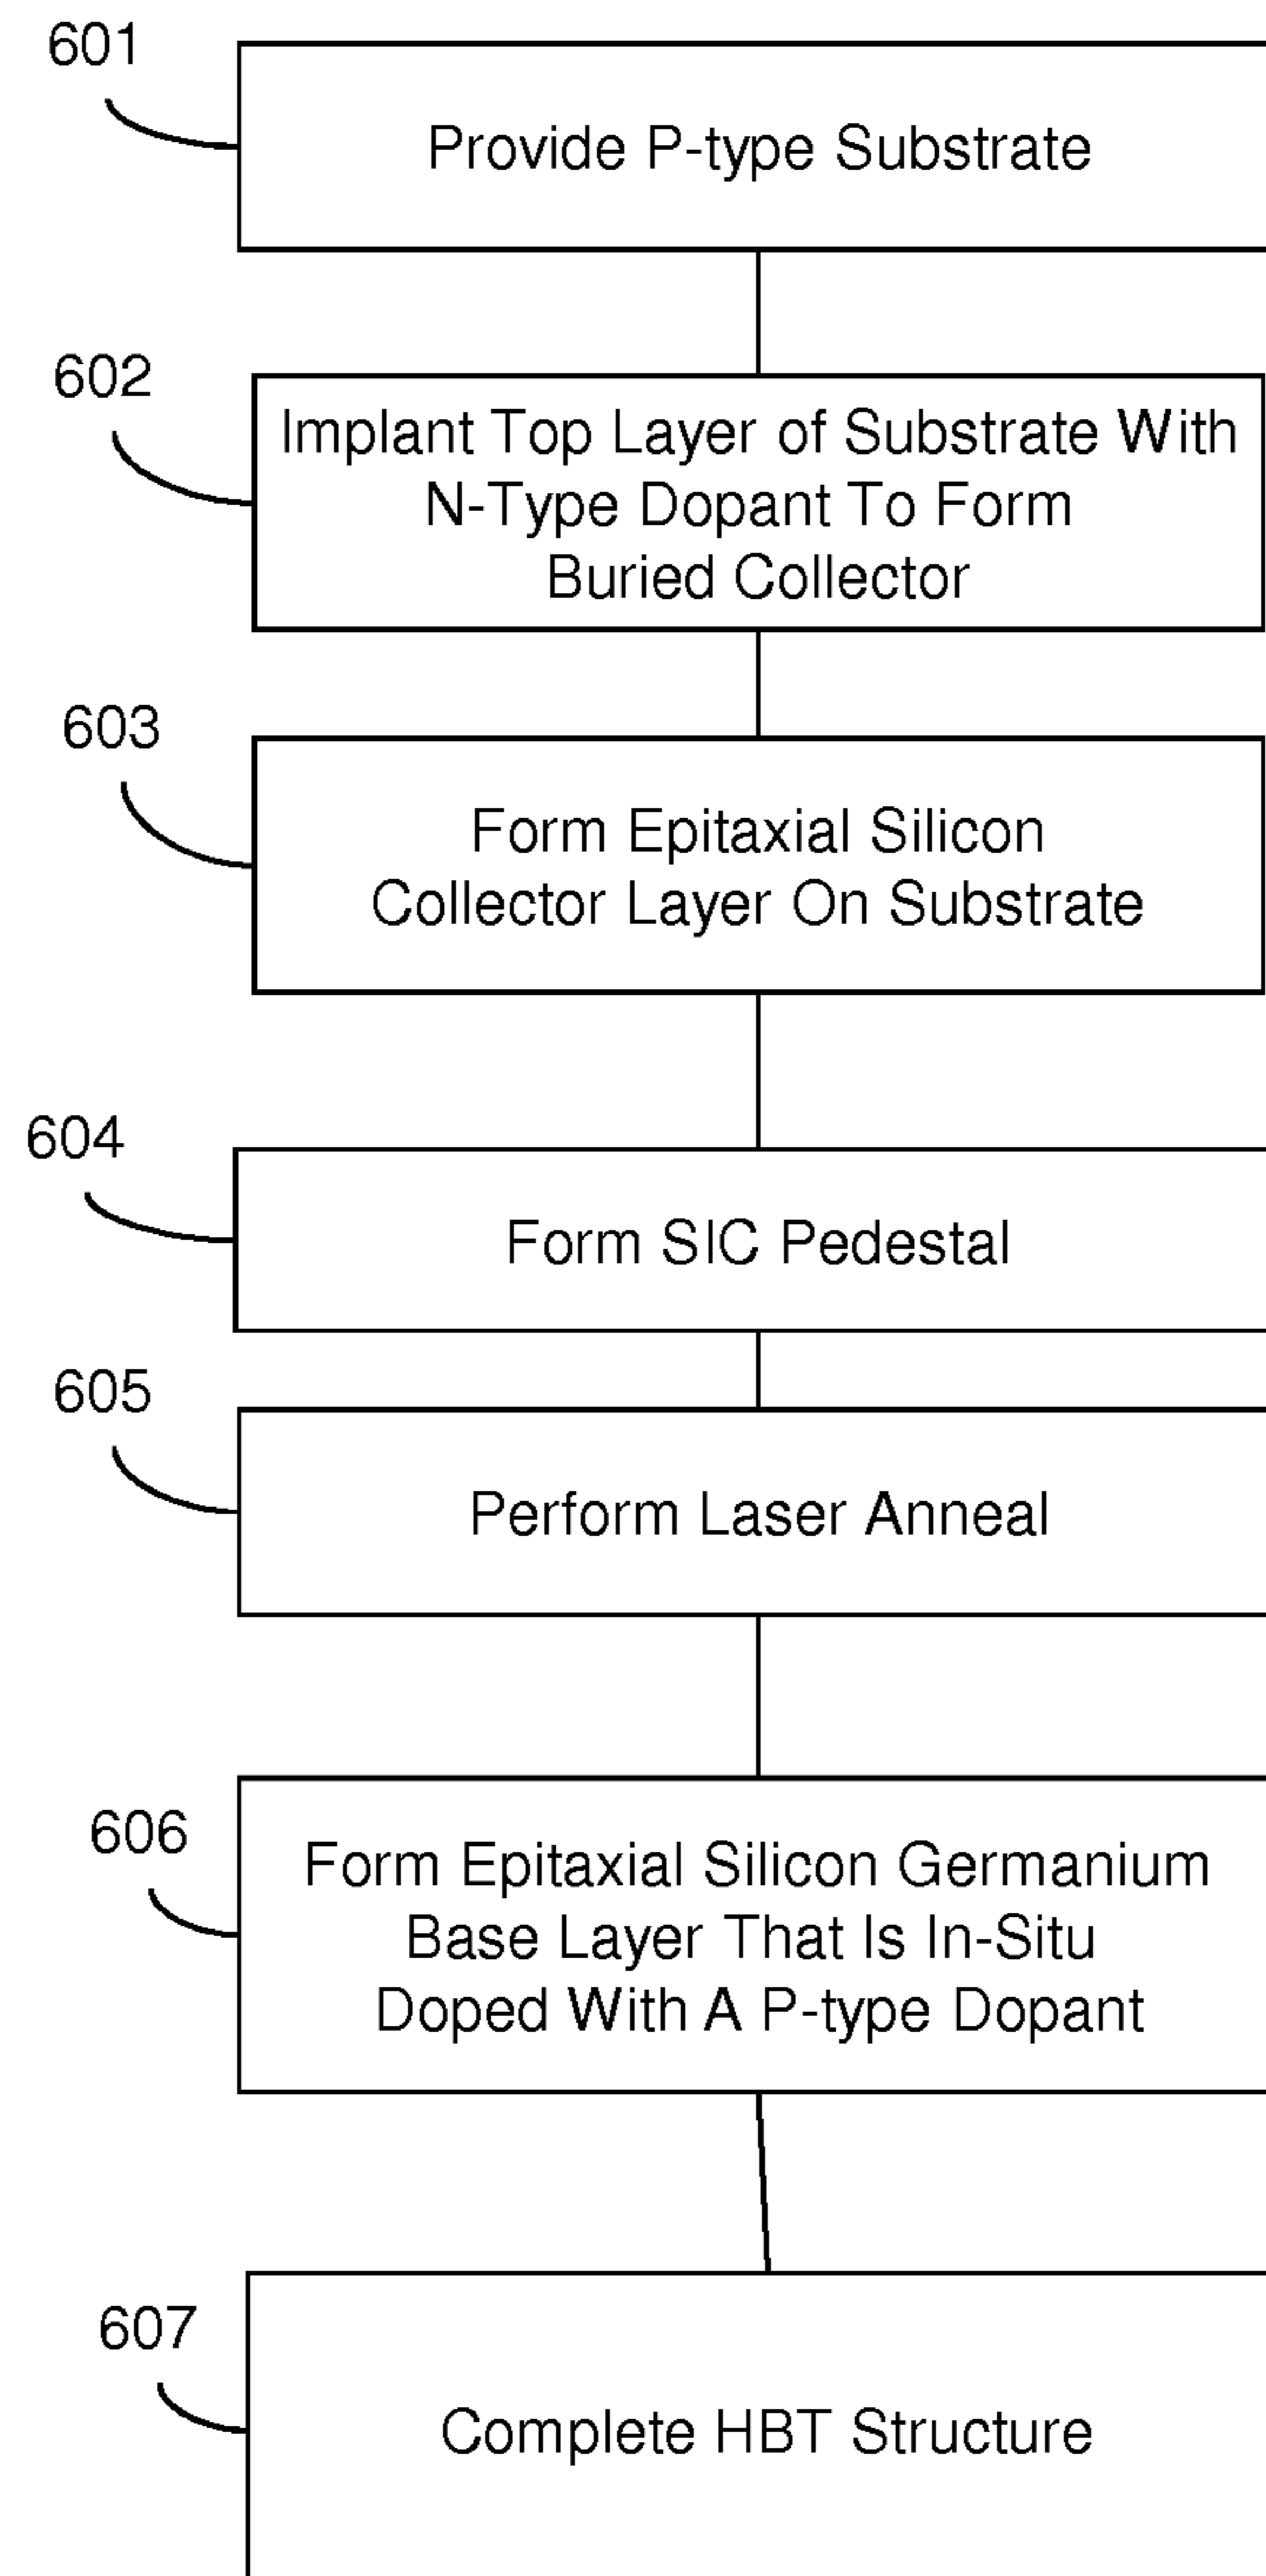 601
Provide P-type Substrate
602
Implant Top Layer of Substrate With
N-Type Dopant To Form
Buried Collector
603
Form Epitaxial Silicon
Collector Layer On Substrate
604
Form SIC Pedestal
605
Perform Laser Anneal
606
Form Epitaxial Silicon Germanium
Base Layer That Is In-Situ
Doped With A P-type Dopant
607
Complete HBT Structure